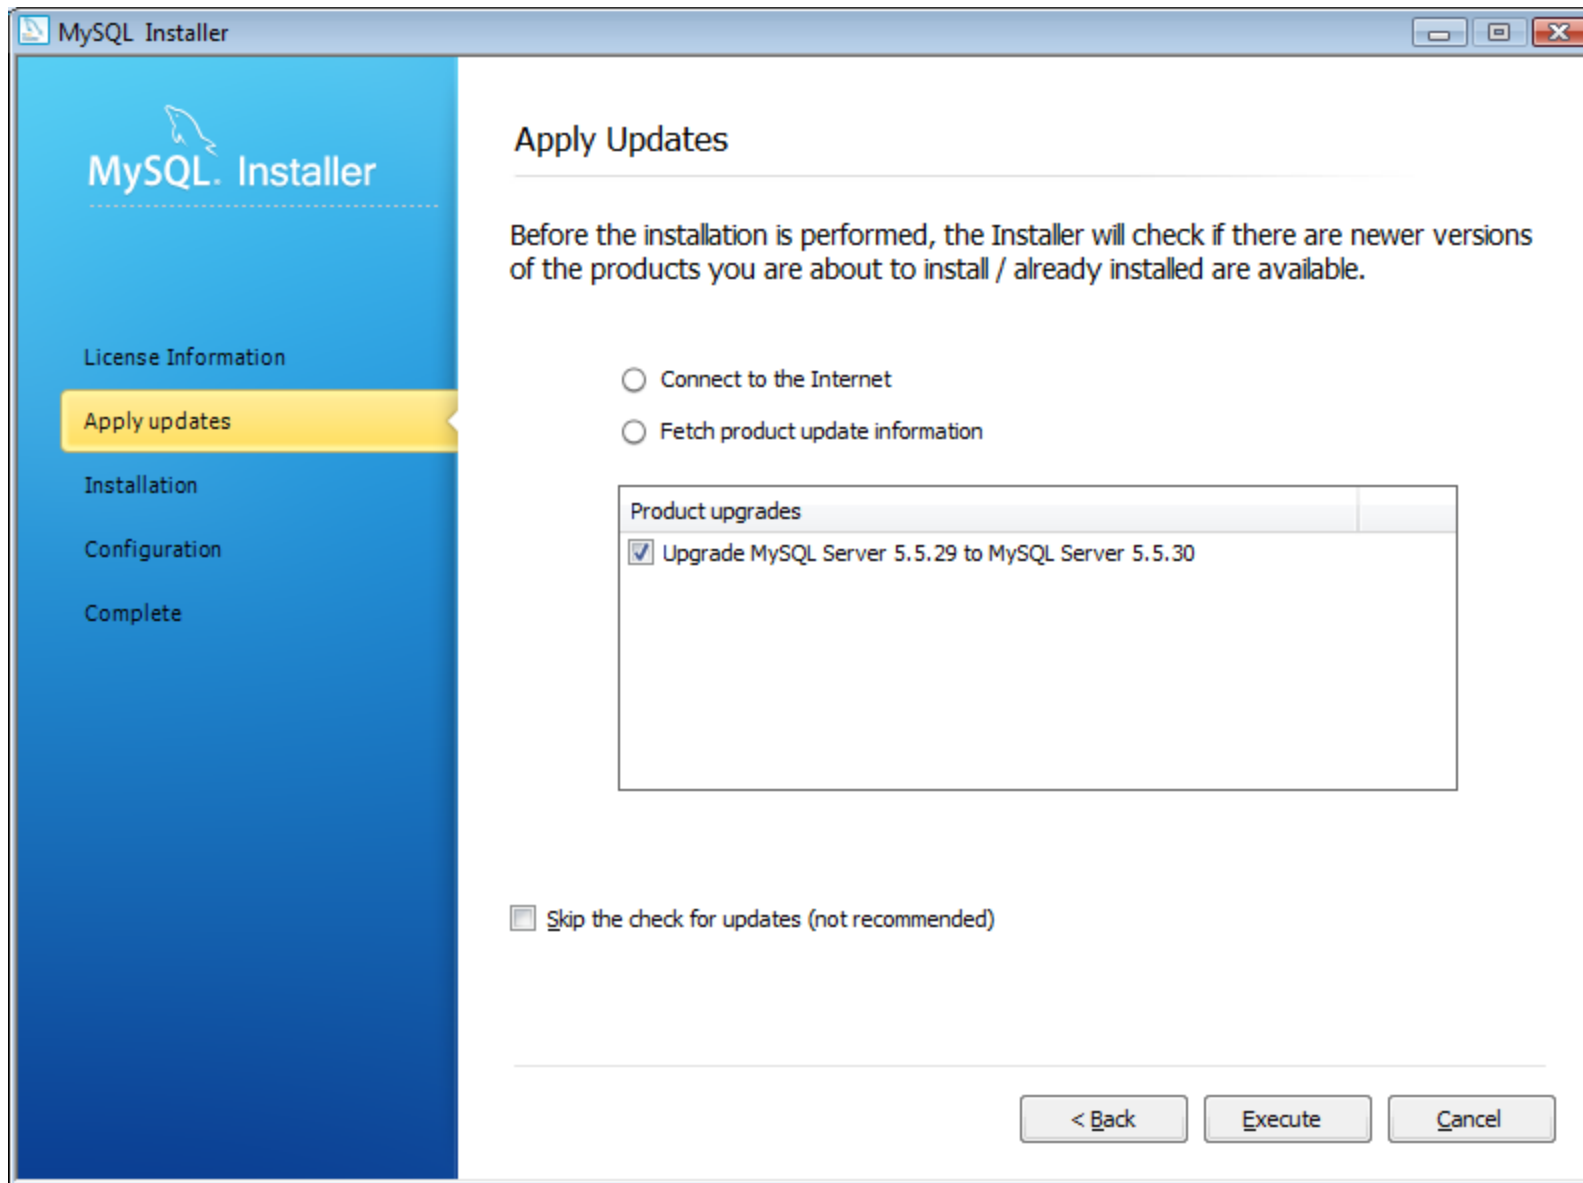 MySQL Installer
MySQL. Installer
License Information
Apply updates
Installation
Configuration
Complete
Apply Updates
Before the installation is performed, the Installer will check if there are newer versions
of the products you are about to install / already installed are available.
Connect to the Internet
Fetch product update information
Product upgrades
Upgrade MySQL Server 5.5.29 to MySQL Server 5.5.30
Skip the check for updates (not recommended)
< Back
Execute
Cancel